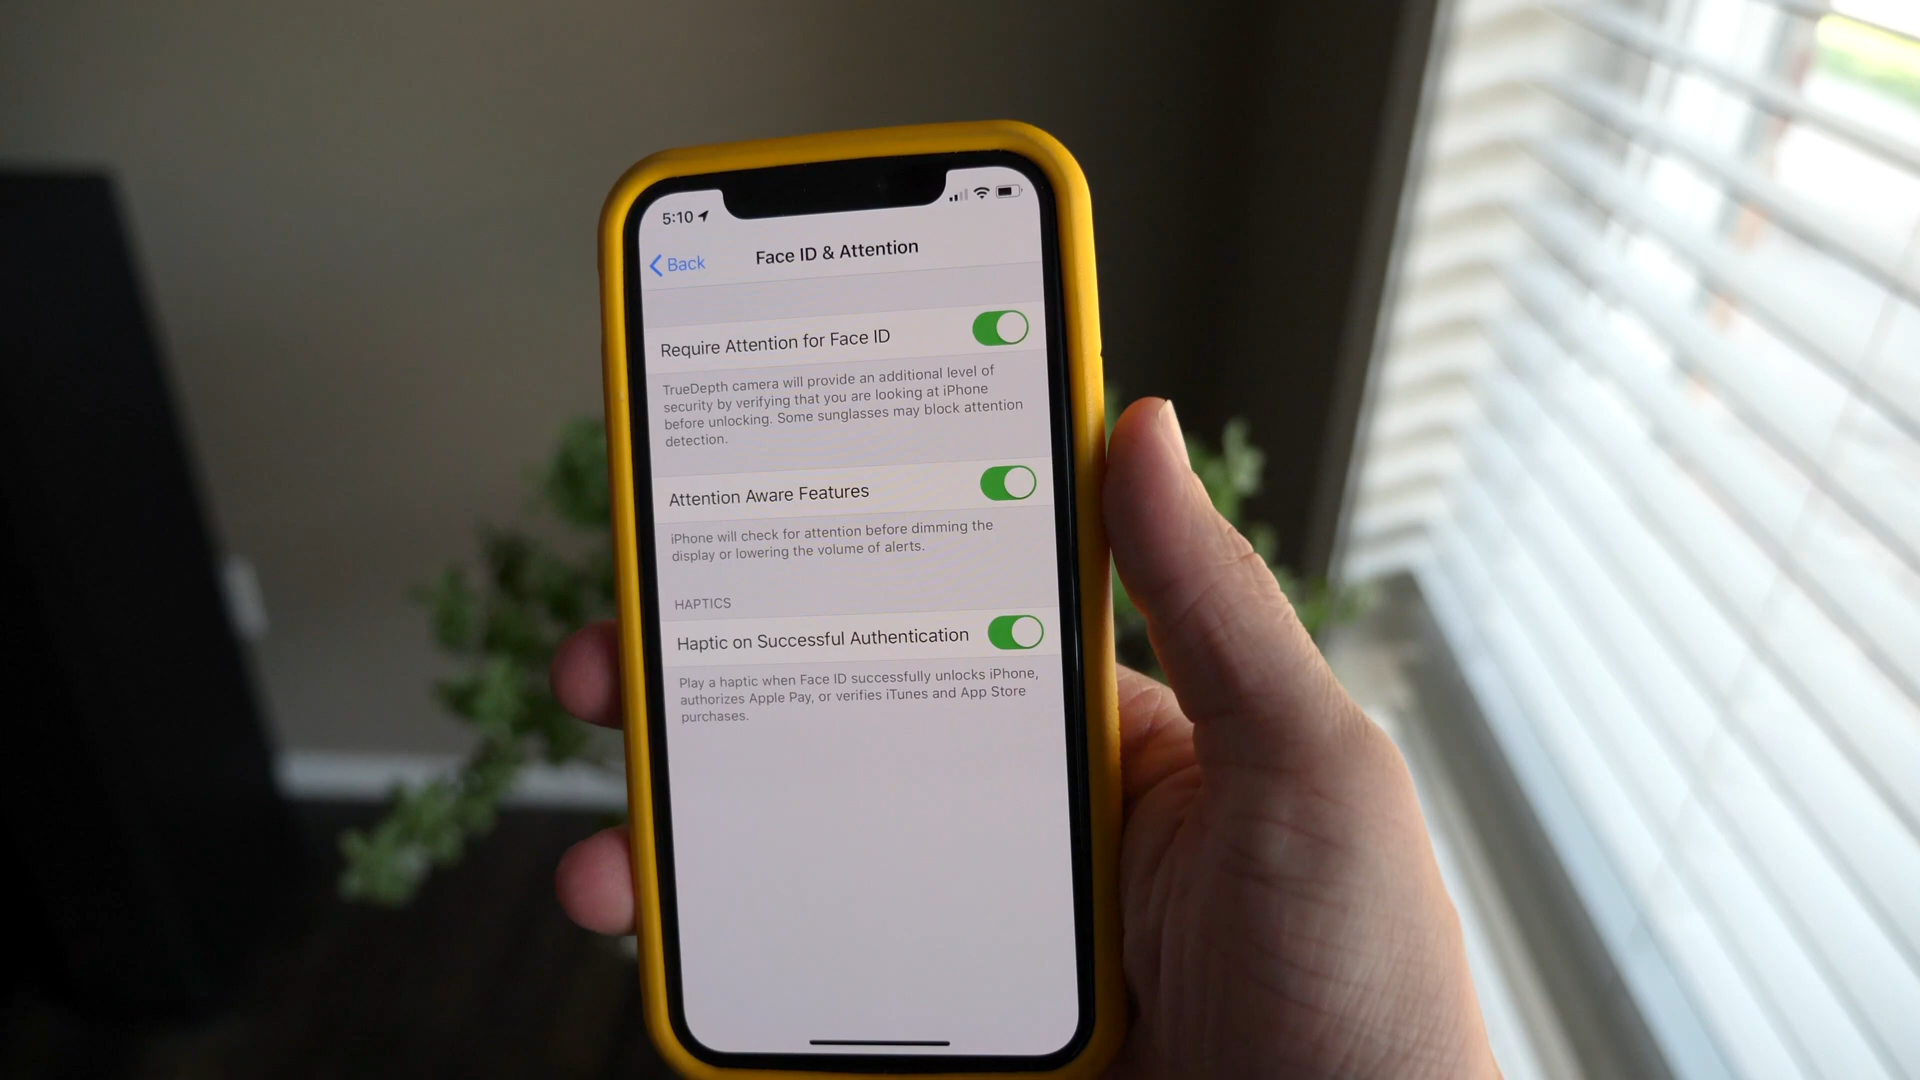 5:10
Back
Face ID & Attention
Require Attention for Face ID
TrueDepth camera will provide an additional level of
security by verifying that you are looking at iPhone
before unlocking. Some sunglasses may block attention
detection.
Attention Aware Features
iPhone will check for attention before dimming the
display or lowering the volume of alerts.
HAPTICS
Haptic on Successful Authentication
Play a haptic when Face ID successfully unlocks iPhone,
authorizes Apple Pay, or verifies iTunes and App Store
purchases.